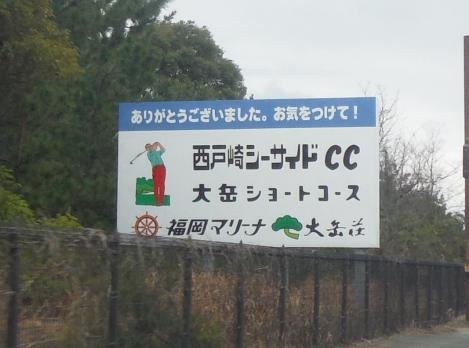 ありがとうございました。お気をつけて！
西戸崎シーサイドCC
大岳ショートコース
福岡マリーナ 大岳荘